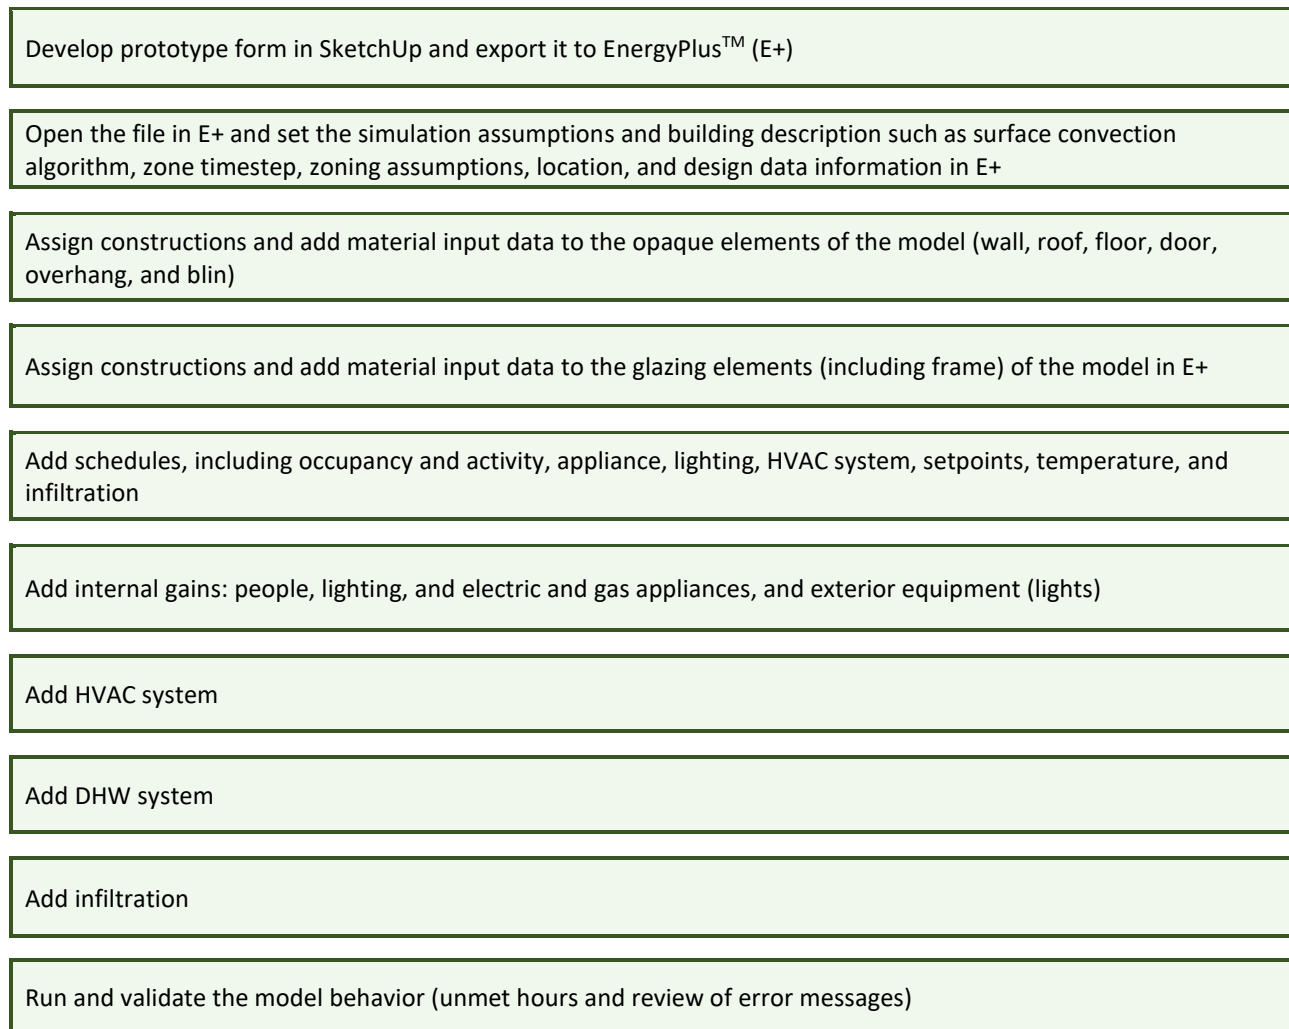 Develop prototype form in SketchUp and export it to EnergyPlus™ (E+)
Open the file in E+ and set the simulation assumptions and building description such as surface convection
algorithm, zone timestep, zoning assumptions, location, and design data information in E+
Assign constructions and add material input data to the opaque elements of the model (wall, roof, floor, door,
overhang, and blin)
Assign constructions and add material input data to the glazing elements (including frame) of the model in E+
Add schedules, including occupancy and activity, appliance, lighting, HVAC system, setpoints, temperature, and
infiltration
Add internal gains: people, lighting, and electric and gas appliances, and exterior equipment (lights)
Add HVAC system
Add DHW system
Add infiltration
Run and validate the model behavior (unmet hours and review of error messages)